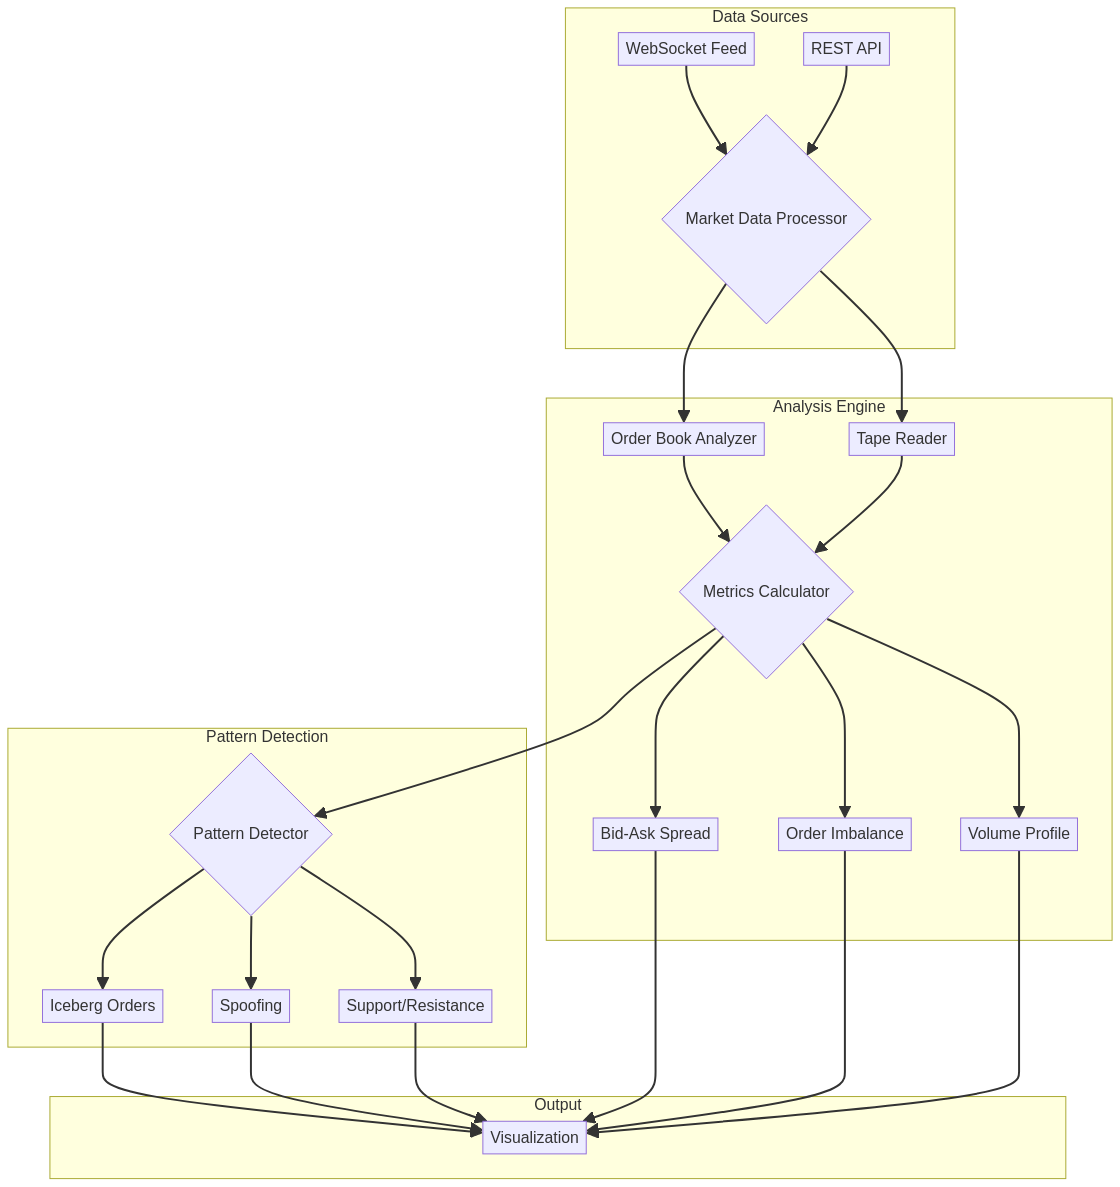 Data Sources
WebSocket Feed
REST API
Market Data Processor
Analysis Engine
Order Book Analyzer
Tape Reader
Metrics Calculator
Pattern Detection
Pattern Detector
Bid-Ask Spread
Order Imbalance
Volume Profile
Iceberg Orders
Spoofing
Support/Resistance
Output
Visualization